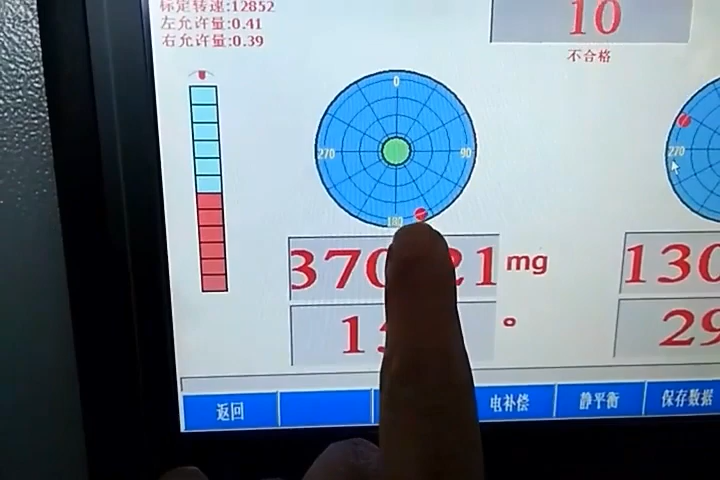 标定转速:12852
左允许量:0.41
右允许量:0.39
10
不合格
0
270
90
180
270
mg
°
返回
电补偿
静平衡
保存数据